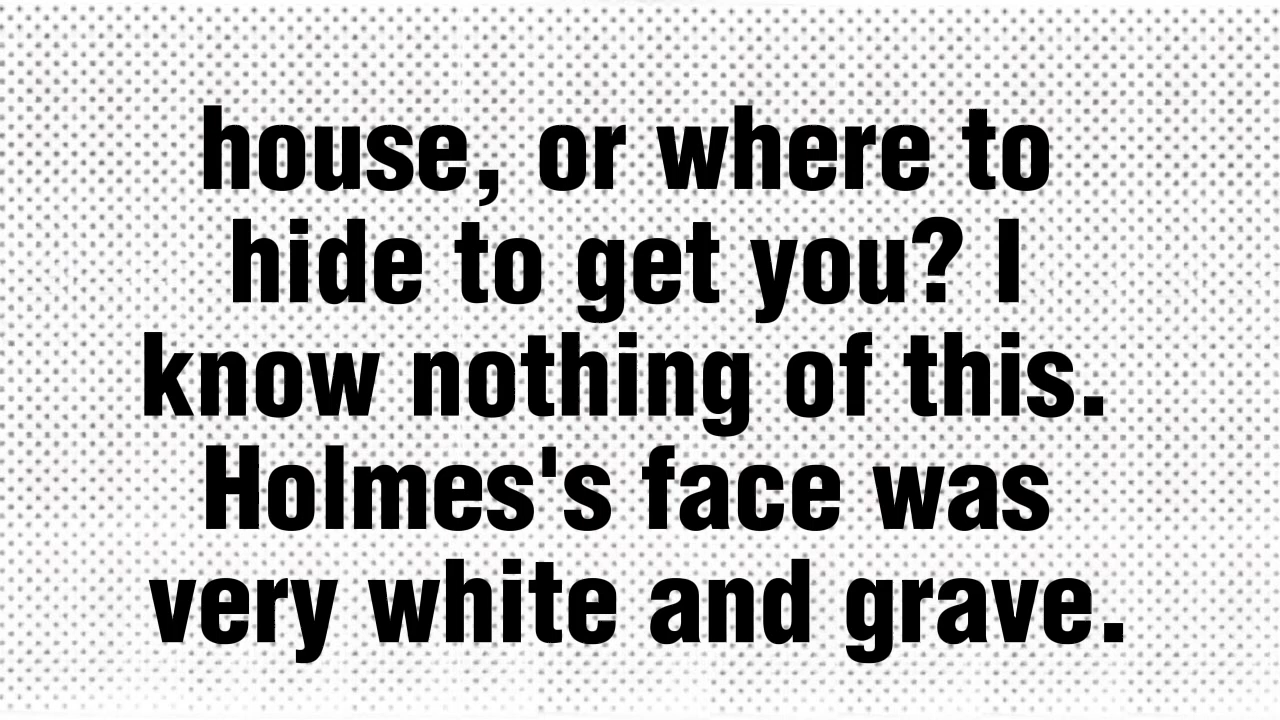 house, or where to
hide to get you? I
know nothing of this.
Holmes's face was
very white and grave.